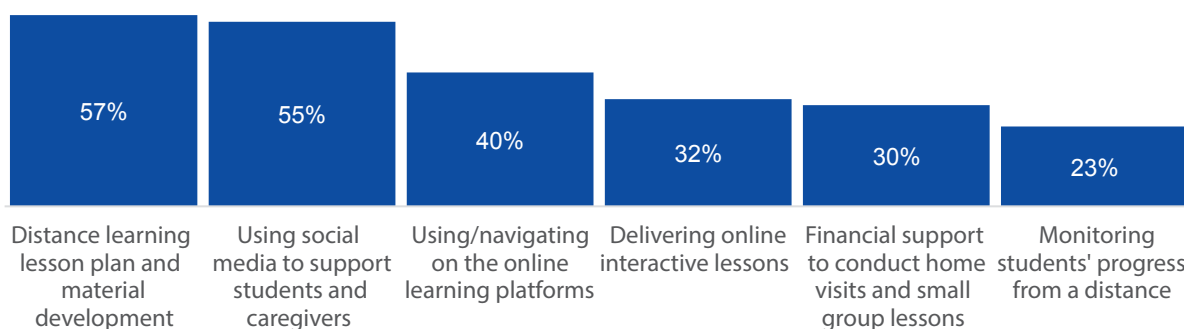 57%
55%
40%
32%
30%
23%
Distance learning
lesson plan and
material
development
Using social
media to support
students and
caregivers
Using/navigating
on the online
learning platforms
Delivering online
interactive lessons
Financial support
to conduct home
visits and small
group lessons
Monitoring
students' progress
from a distance